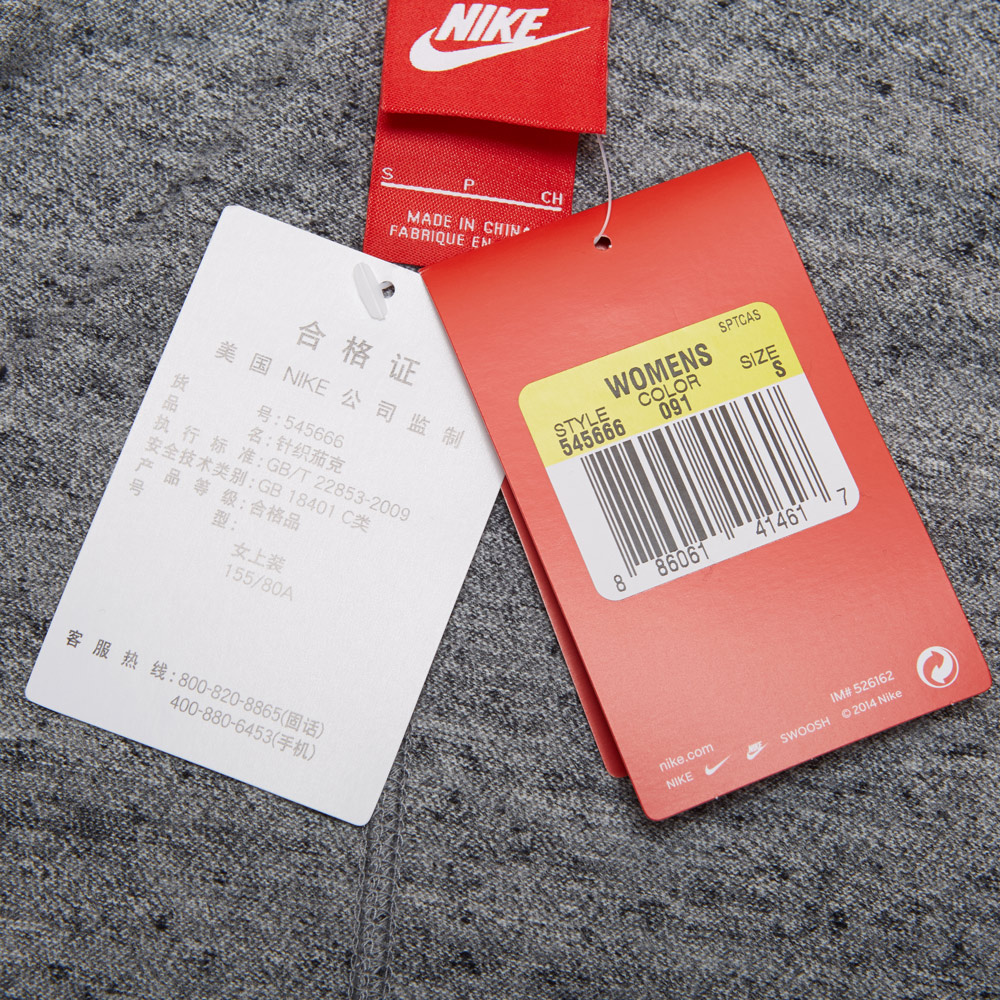 NIKE
S P CH
MADE IN CHINA
FABRIQUE EN
合格证
美国NIKE公司监制
货 号:545666
品 名:针织茄克
执行标准:GB/T 22853-2009
安全技术类别:GB 18401 C类
产品等级:合格品
号 型:
女上装
155/80A
客服热线:800-820-8865(固话)
400-880-6453(手机)
SPTCAS
WOMENS
STYLE COLOR SIZE
545666 091 S
8 86061 41461 7
IM# 526162
nike.com
NIKE SWOOSH © 2014 Nike